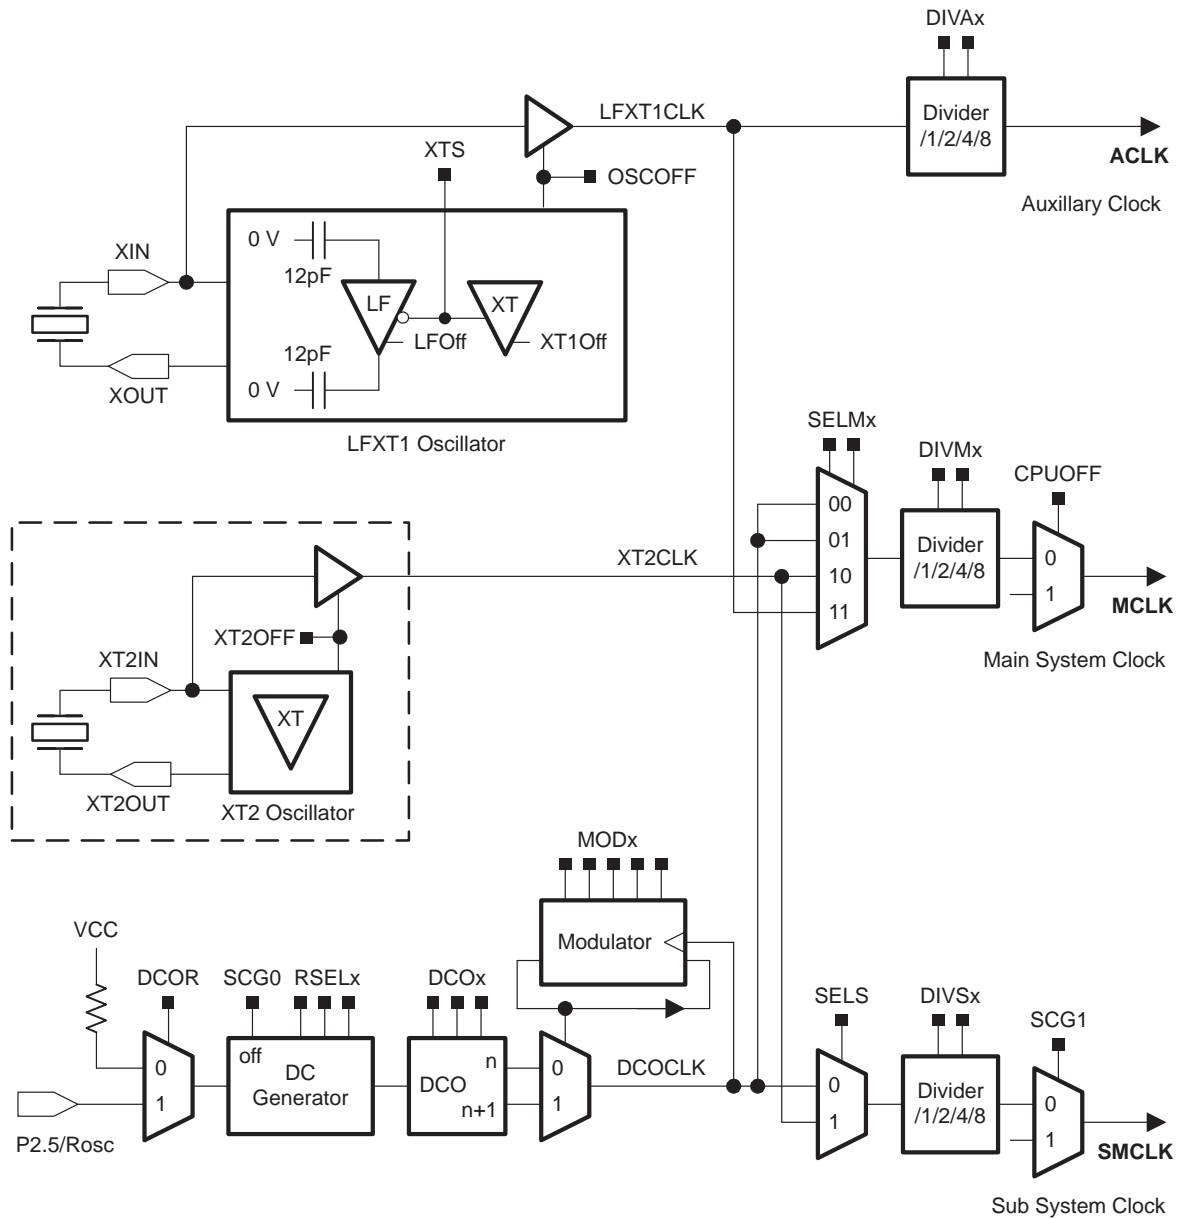 DIVAx
LFXT1CLK
Divider
/1/2/4/8
ACLK
Auxillary Clock
XTS
OSCOFF
XIN
0 V
12pF
LF
XT
LFOff
XT1Off
12pF
0 V
XOUT
LFXT1 Oscillator
SELMx
DIVMx
CPUOFF
00
01
10
11
Divider
/1/2/4/8
0
1
MCLK
Main System Clock
XT2CLK
XT2OFF
XT2IN
XT
XT2OUT
XT2 Oscillator
MODx
Modulator
VCC
DCOR
SCG0
RSELx
DCOx
0
1
off
DC
Generator
DCO
n
n+1
0
1
DCOCLK
P2.5/Rosc
SELS
DIVSx
SCG1
0
1
Divider
/1/2/4/8
0
1
SMCLK
Sub System Clock